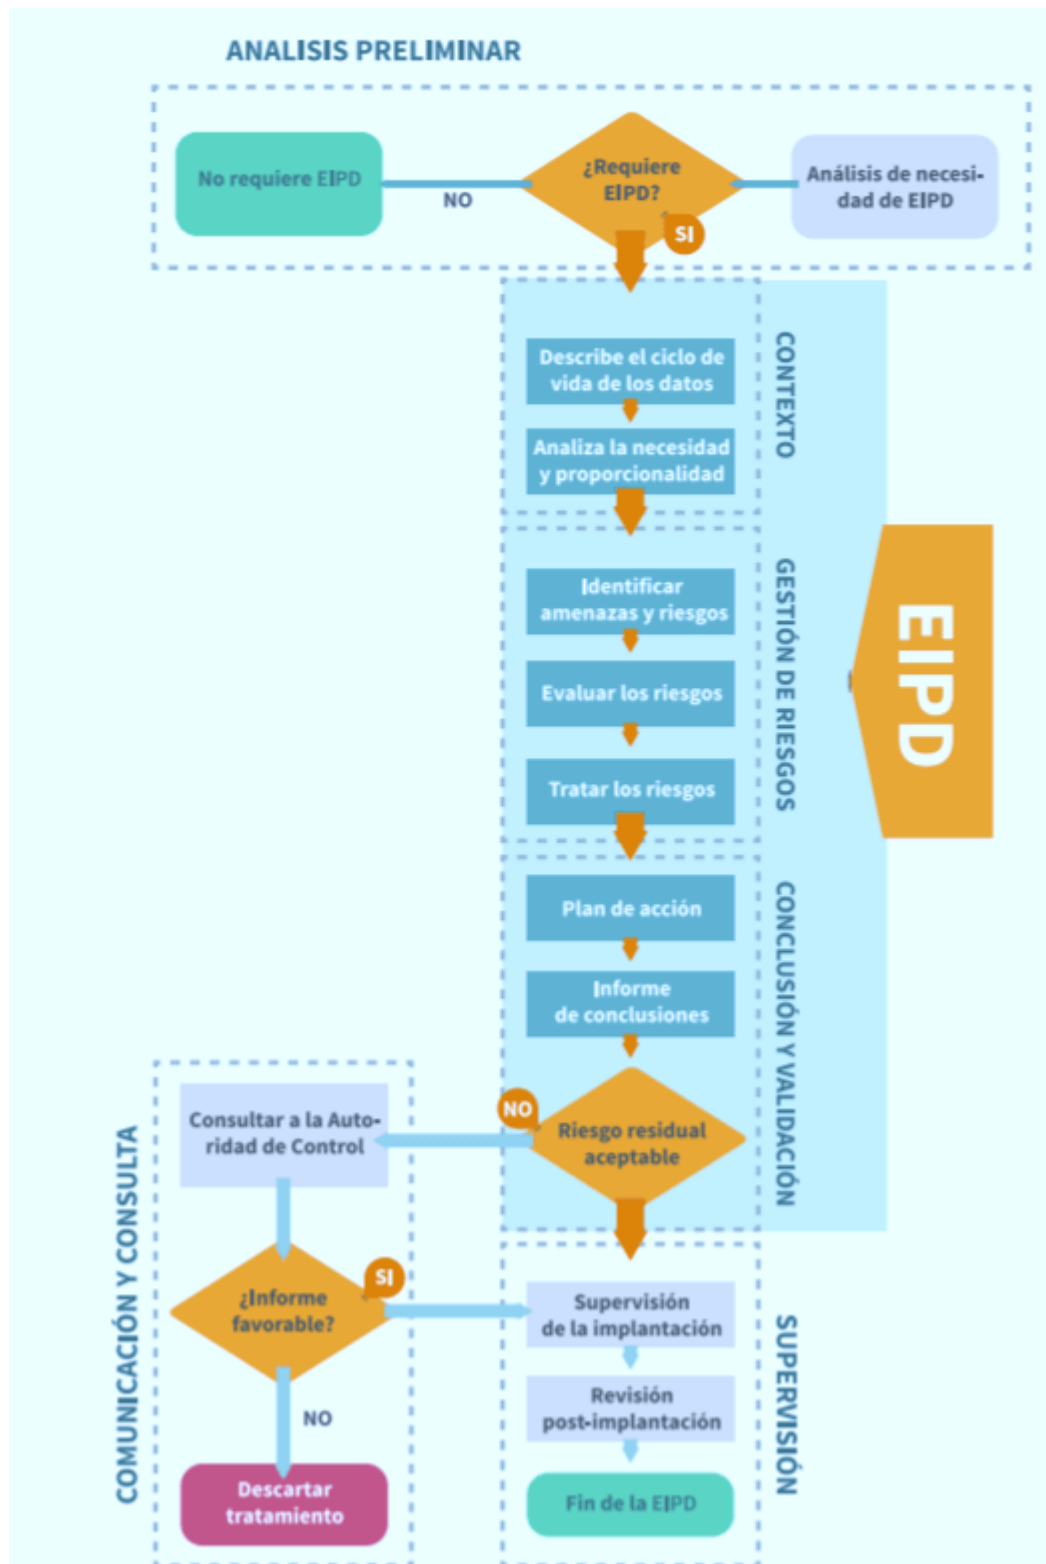 ANALISIS PRELIMINAR
No requiere EIPD
NO
¿Requiere
EIPD?
SI
Análisis de necesi-
dad de EIPD
CONTEXTO
Describe el ciclo de
vida de los datos
Analiza la necesidad
y proporcionalidad
GESTIÓN DE RIESGOS
Identificar
amenazas y riesgos
Evaluar los riesgos
Tratar los riesgos
EIPD
CONCLUSIÓN Y VALIDACIÓN
Plan de acción
Informe
de conclusiones
NO
Riesgo residual
aceptable
COMUNICACIÓN Y CONSULTA
Consultar a la Auto-
ridad de Control
SI
¿Informe
favorable?
NO
Descartar
tratamiento
SUPERVISIÓN
Supervisión
de la implantación
Revisión
post-implantación
Fin de la EIPD